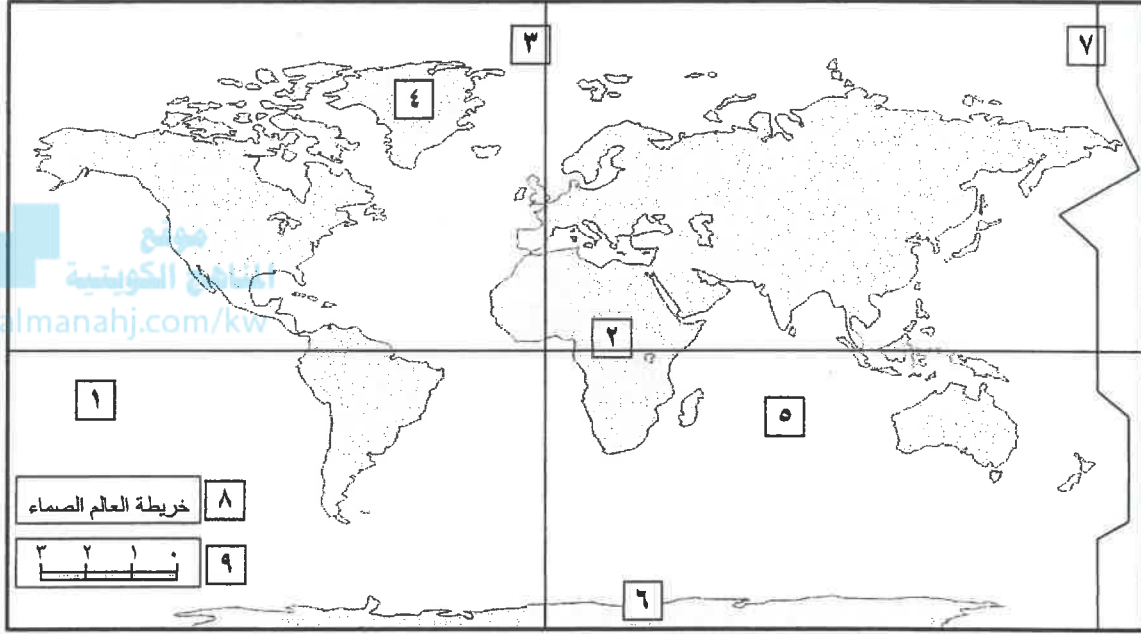 ٣
٧
٤
موقع
المناهج الكويتية
almanahj.com/kw
٢
١
٥
خريطة العالم الصماء ٨
٣ ٢ ١ ٠
٩
٦